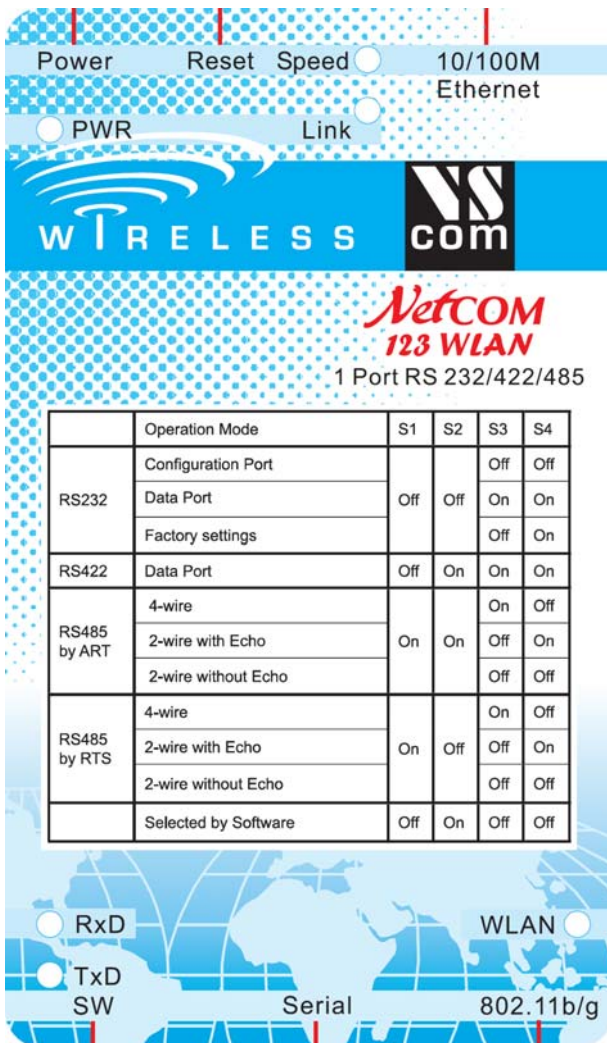 Power Reset Speed 10/100M
Ethernet
PWR Link
WIRELESS
VS
com
NetCOM
123 WLAN
1 Port RS 232/422/485
Operation Mode S1 S2 S3 S4
RS232 Configuration Port Off Off Off Off
Data Port On On
Factory settings Off On
RS422 Data Port Off On On On
RS485 by ART 4-wire On On On Off
2-wire with Echo Off On
2-wire without Echo Off Off
RS485 by RTS 4-wire On Off On Off
2-wire with Echo Off On
2-wire without Echo Off Off
Selected by Software Off On Off Off
RxD WLAN
TxD
SW Serial 802.11b/g